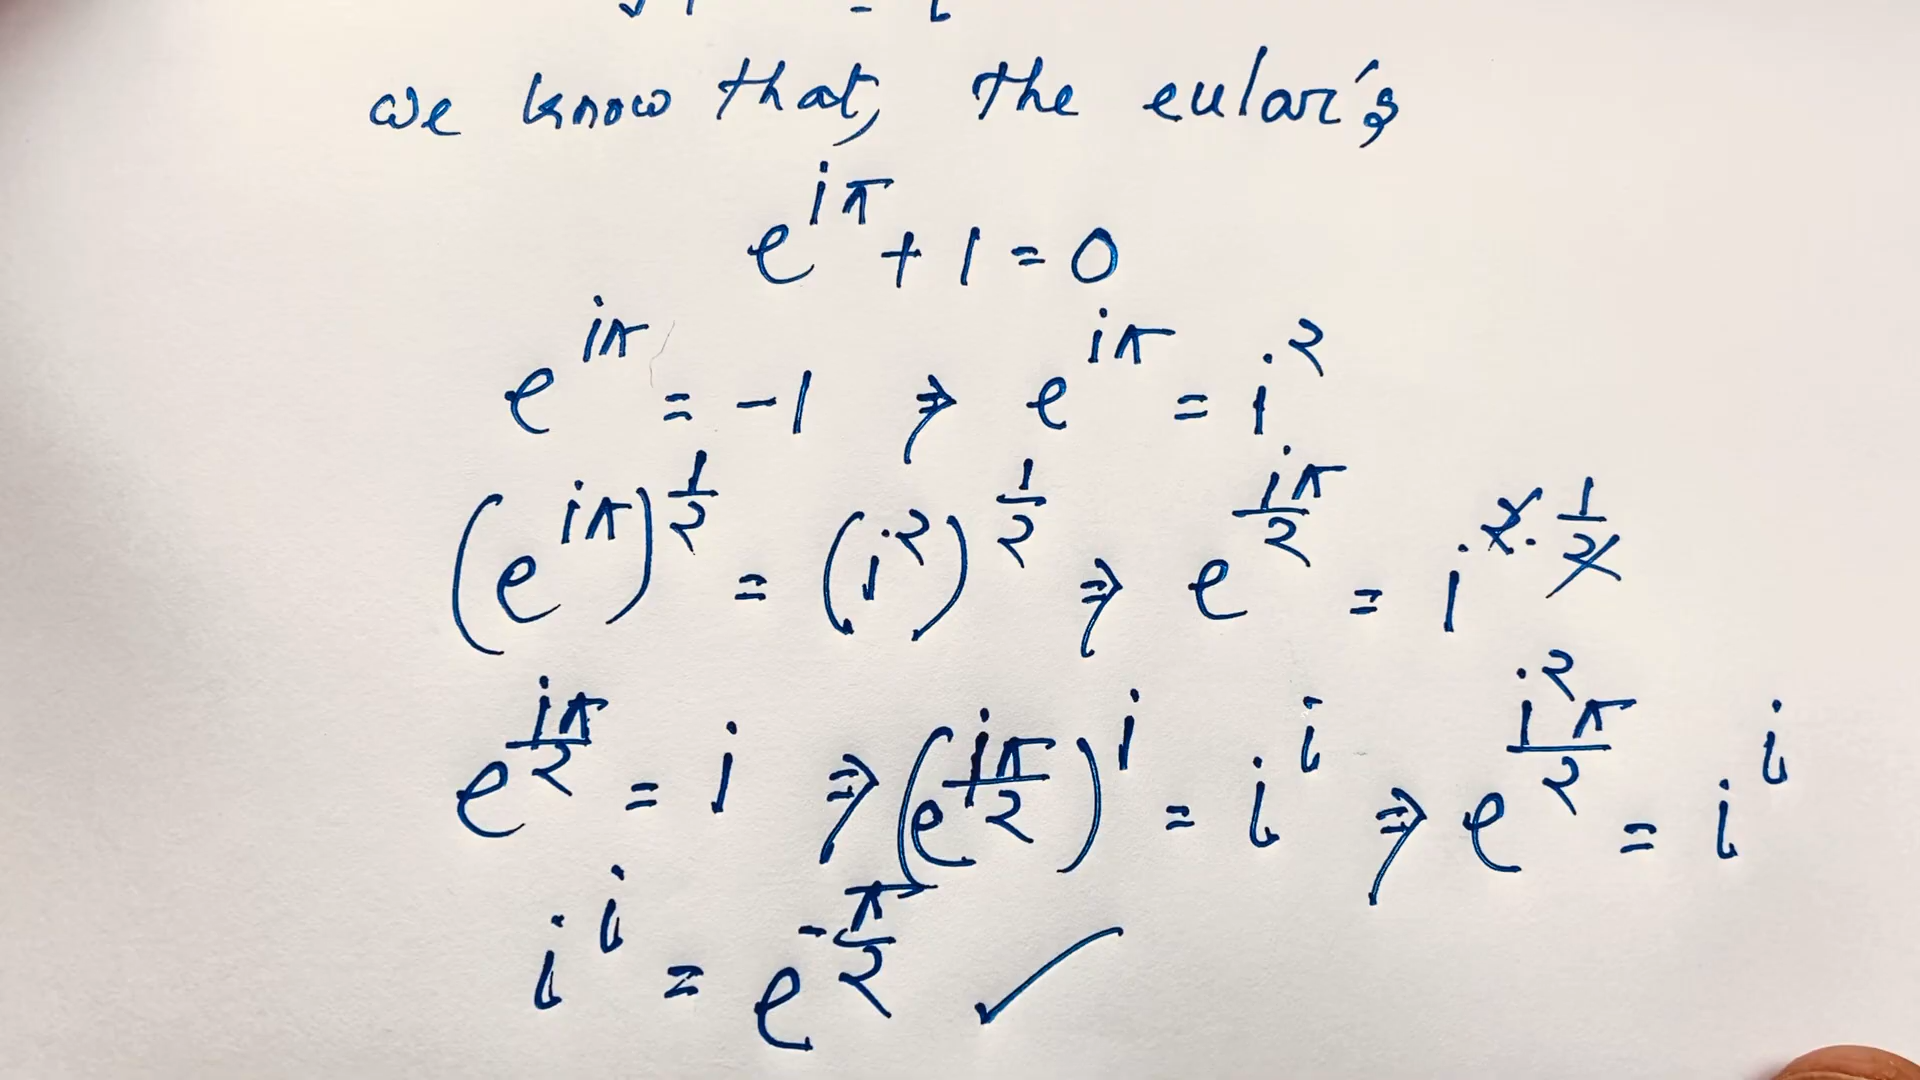 we know that, the eular's
e^{iπ} + 1 = 0
e^{iπ} = -1 ⇒ e^{iπ} = i^2
(e^{iπ})^{1/2} = (i^2)^{1/2} ⇒ e^{iπ/2} = i^{2·1/2}
e^{iπ/2} = i ⇒ (e^{iπ/2})^i = i^i ⇒ e^{i^2π/2} = i^i
i^i = e^{-π/2} ✓